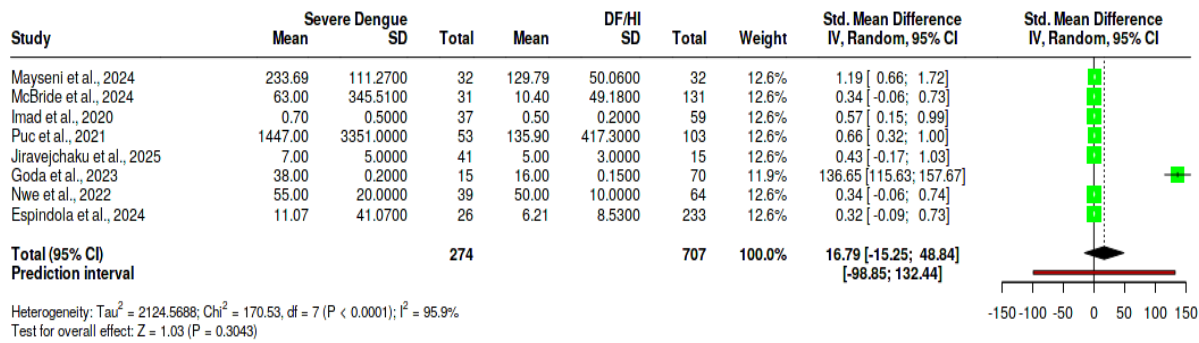 Severe Dengue DF/HI Std. Mean Difference Std. Mean Difference
Study Mean SD Total Mean SD Total Weight IV, Random, 95% CI IV, Random, 95% CI
Mayseni et al., 2024 233.69 111.2700 32 129.79 50.0600 32 12.6% 1.19 [ 0.66; 1.72]
McBride et al., 2024 63.00 345.5100 31 10.40 49.1800 131 12.6% 0.34 [ -0.06; 0.73]
Imad et al., 2020 0.70 0.5000 37 0.50 0.2000 59 12.6% 0.57 [ 0.15; 0.99]
Puc et al., 2021 1447.00 3351.0000 53 135.90 417.3000 103 12.6% 0.66 [ 0.32; 1.00]
Jiravejchaku et al., 2025 7.00 5.0000 41 5.00 3.0000 15 12.6% 0.43 [ -0.17; 1.03]
Goda et al., 2023 38.00 0.2000 15 16.00 0.1500 70 11.9% 136.65 [115.63; 157.67]
Nwe et al., 2022 55.00 20.0000 39 50.00 10.0000 64 12.6% 0.34 [ -0.06; 0.74]
Espindola et al., 2024 11.07 41.0700 26 6.21 8.5300 233 12.6% 0.32 [ -0.09; 0.73]
Total (95% CI) 274 707 100.0% 16.79 [-15.25; 48.84]
Prediction interval [-98.85; 132.44]
Heterogeneity: Tau² = 2124.5688; Chi² = 170.53, df = 7 (P < 0.0001); I² = 95.9%
Test for overall effect: Z = 1.03 (P = 0.3043)
-150 -100 -50 0 50 100 150